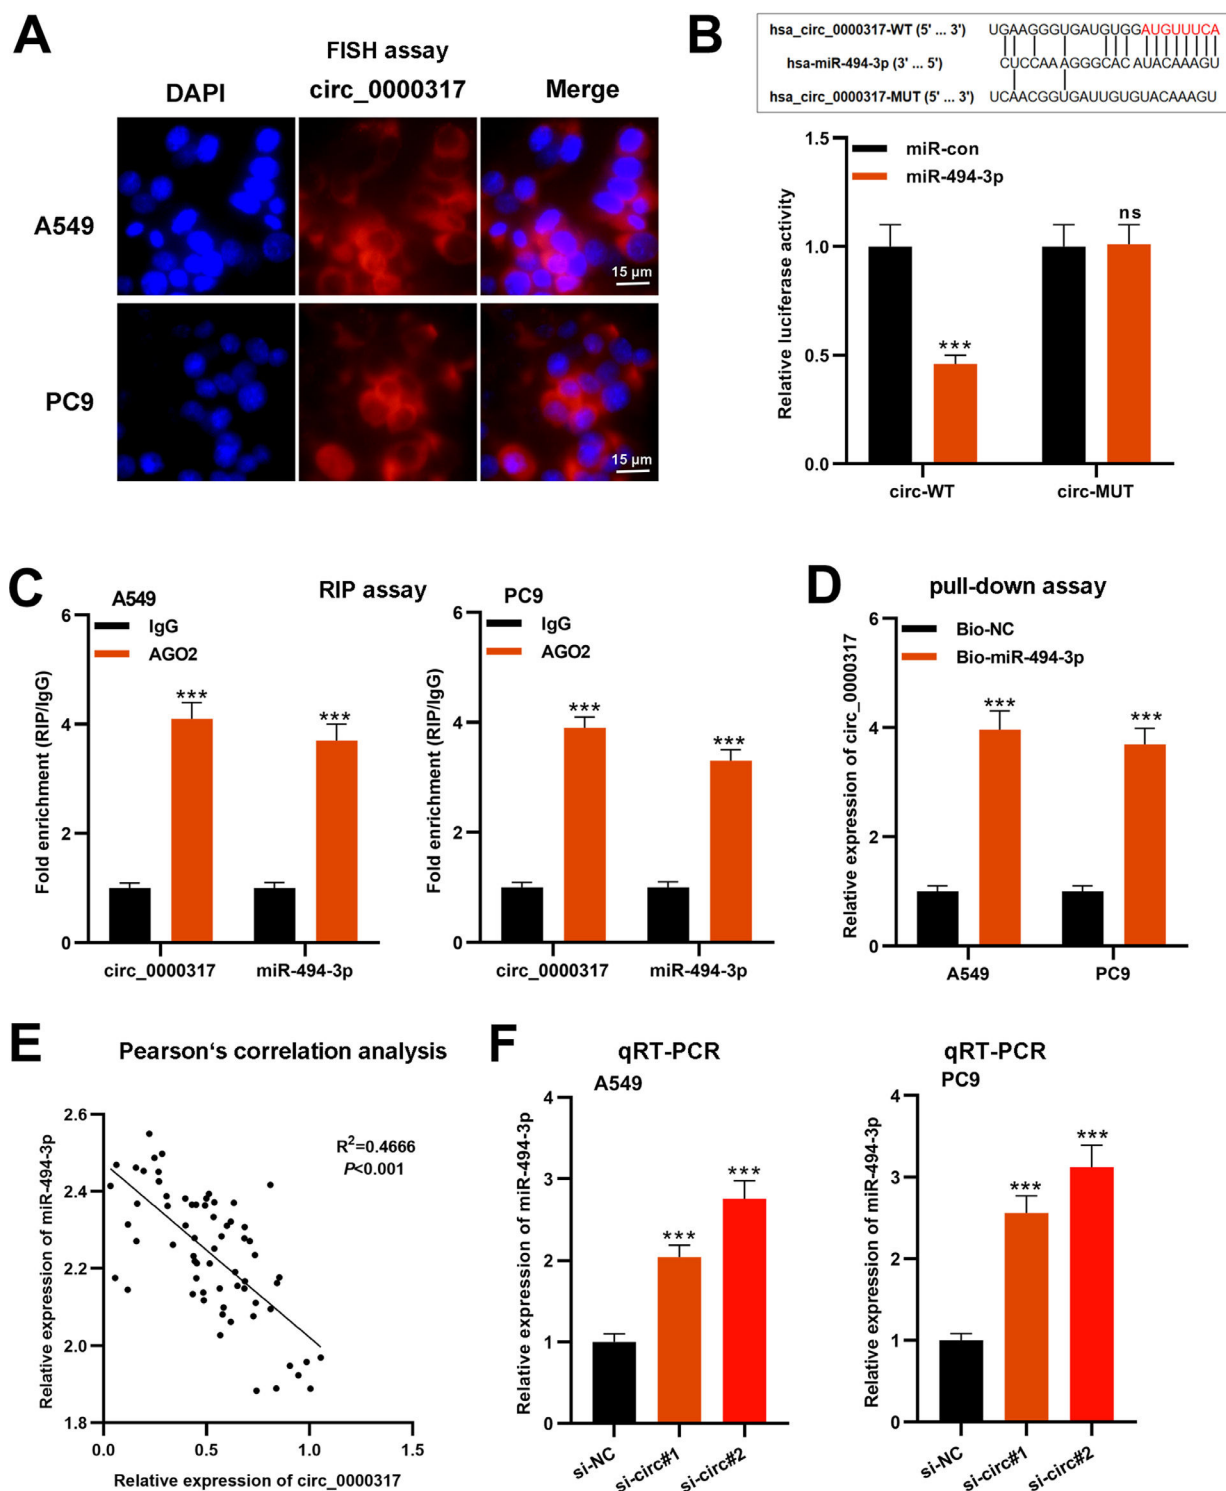 A
FISH assay
DAPI circ_0000317 Merge
A549
15 µm
PC9
15 µm
B
hsa_circ_0000317-WT (5' ... 3') UGAAGGGUGAUGUGGAUGUUUCA
hsa-miR-494-3p (3' ... 5') CUCCAAAGGGCACAUACAAAGU
hsa_circ_0000317-MUT (5' ... 3') UCAACGGUGAUUGUGUACAAAGU
miR-con
miR-494-3p
Relative luciferase activity
1.5
1.0
0.5
0.0
***
ns
circ-WT circ-MUT
C
RIP assay
A549
IgG
AGO2
Fold enrichment (RIP/IgG)
6
4
2
0
***
***
circ_0000317 miR-494-3p
PC9
IgG
AGO2
Fold enrichment (RIP/IgG)
6
4
2
0
***
***
circ_0000317 miR-494-3p
D
pull-down assay
Bio-NC
Bio-miR-494-3p
Relative expression of circ_0000317
6
4
2
0
***
***
A549 PC9
E
Pearson‘s correlation analysis
R²=0.4666
P<0.001
Relative expression of miR-494-3p
2.6
2.4
2.2
2.0
1.8
0.0 0.5 1.0 1.5
Relative expression of circ_0000317
F
qRT-PCR
A549
Relative expression of miR-494-3p
4
3
2
1
0
***
***
si-NC si-circ#1 si-circ#2
qRT-PCR
PC9
Relative expression of miR-494-3p
4
3
2
1
0
***
***
si-NC si-circ#1 si-circ#2